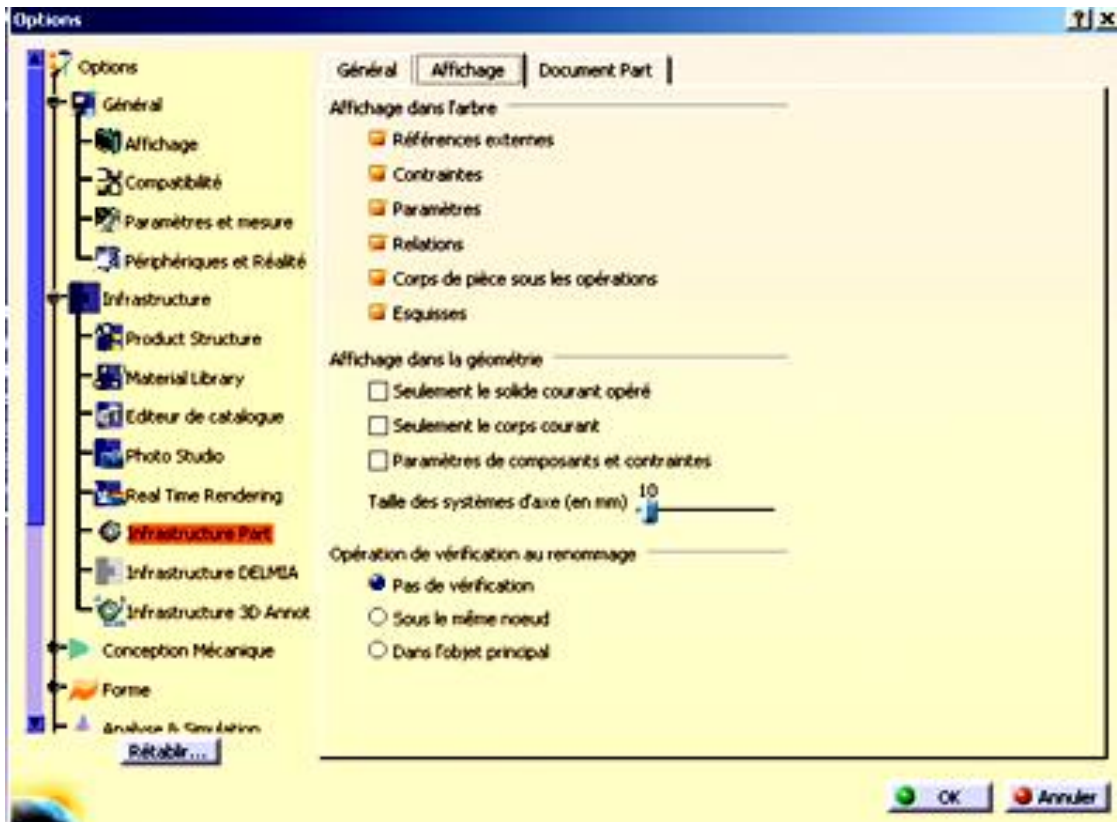 Options
Options
Général
Affichage
Compatibilité
Paramètres et mesure
Périphériques et Réalité
Infrastructure
Product Structure
Material Library
Editeur de catalogue
Photo Studio
Real Time Rendering
Infrastructure Part
Infrastructure DELMIA
Infrastructure 3D Annot
Conception Mécanique
Forme
Analyse & Simulation
Rétablir...
Général
Affichage
Document Part
Affichage dans l'arbre
Références externes
Contraintes
Paramètres
Relations
Corps de pièce sous les opérations
Esquisses
Affichage dans la géométrie
Seulement le solide courant opéré
Seulement le corps courant
Paramètres de composants et contraintes
Taille des systèmes d'axe (en mm)
10
Opération de vérification au renommage
Pas de vérification
Sous le même noeud
Dans l'objet principal
OK
Annuler